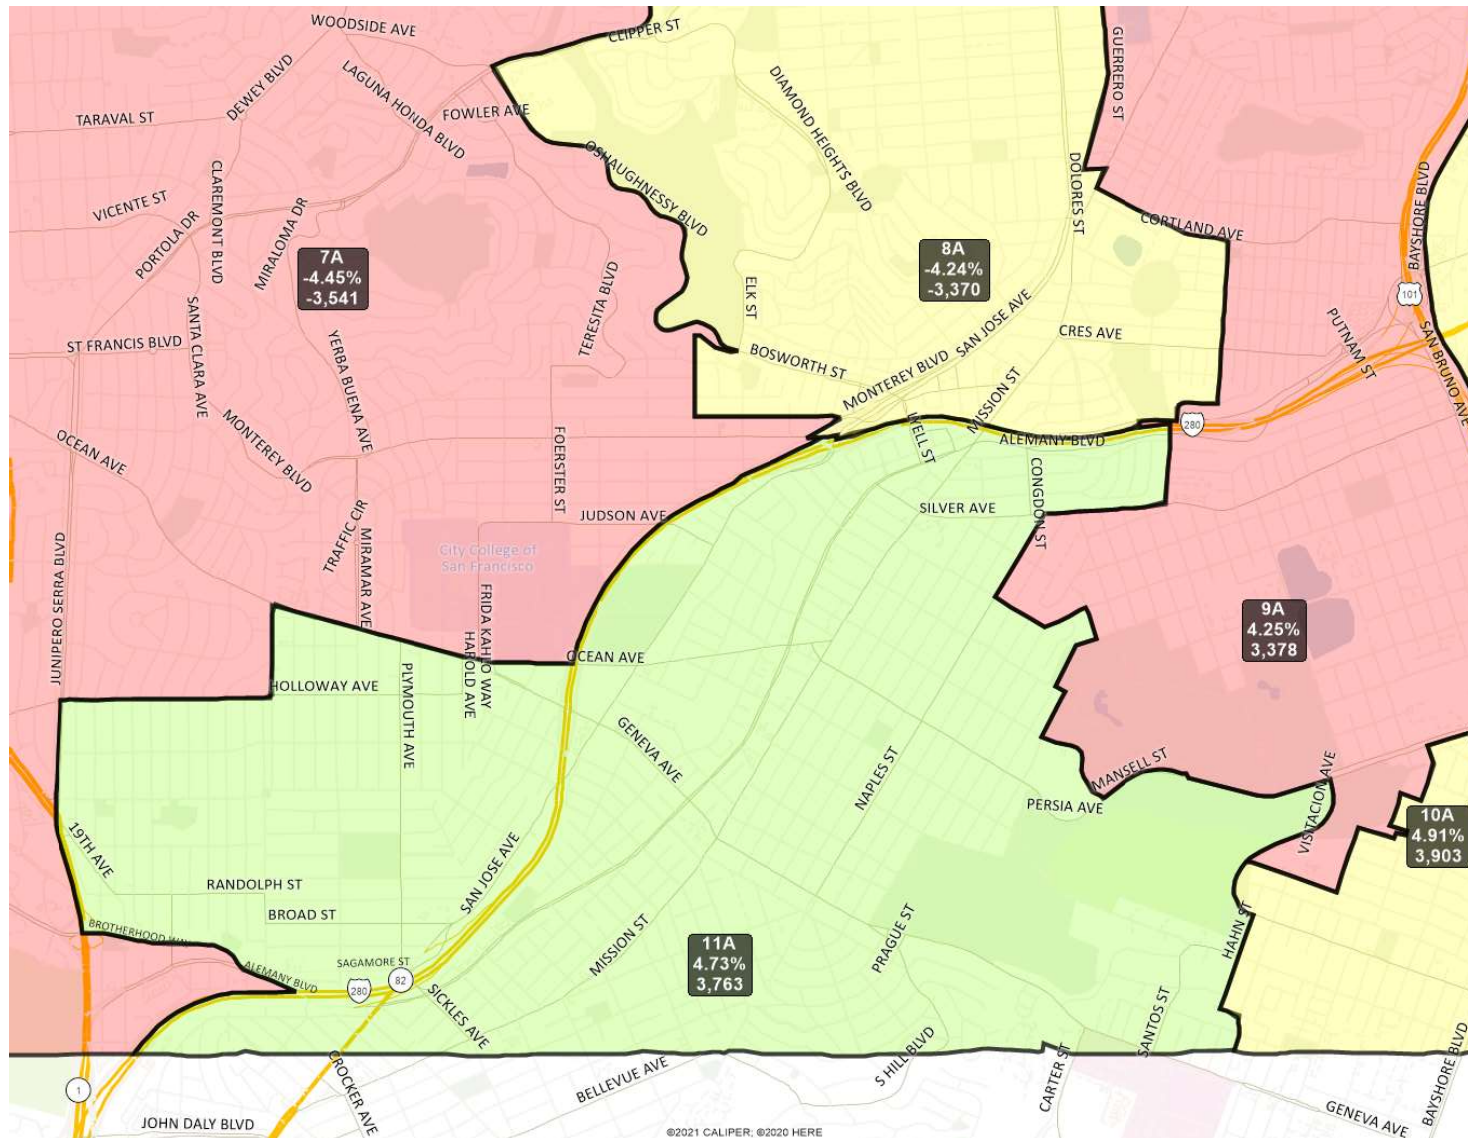 WOODSIDE AVE
CLIPPER ST
GUERRERO ST
DEWEY BLVD
LAGUNA HONDA BLVD
DIAMOND HEIGHTS BLVD
TARAVAL ST
FOWLER AVE
OSHAUGHNESSY BLVD
DOLORES ST
CLAREMONT BLVD
VICENTE ST
PORTOLA DR
MIRALOMA DR
CORTLAND AVE
BAYSHORE BLVD
7A
-4.45%
-3,541
8A
-4.24%
-3,370
ELK ST
TERESITA BLVD
101
SANTA CLARA AVE
ST FRANCIS BLVD
YERBA BUENA AVE
BOSWORTH ST
MONTEREY BLVD
SAN JOSE AVE
CRES AVE
PUTNAM ST
SAN BRUNO AVE
MISSION ST
LYELL ST
ALEMANY BLVD
280
OCEAN AVE
MONTEREY BLVD
FOERSTER ST
CONGDON ST
SILVER AVE
JUDSON AVE
TRAFFIC CIR
MIRAMAR AVE
City College of
San Francisco
JUNIPERO SERRA BLVD
FRIDA KAHLO WAY
HAROLD AVE
9A
4.25%
3,378
OCEAN AVE
HOLLOWAY AVE
PLYMOUTH AVE
GENEVA AVE
NAPLES ST
MANSELL ST
PERSIA AVE
VISITACION AVE
10A
4.91%
3,903
19TH AVE
RANDOLPH ST
BROAD ST
SAN JOSE AVE
BROTHERHOOD WAY
MISSION ST
PRAGUE ST
HAHN ST
11A
4.73%
3,763
SAGAMORE ST
ALEMANY BLVD
280
82
SICKLES AVE
SANTOS ST
S HILL BLVD
CARTER ST
BAYSHORE BLVD
1
CROCKER AVE
BELLEVUE AVE
GENEVA AVE
JOHN DALY BLVD
©2021 CALIPER; ©2020 HERE